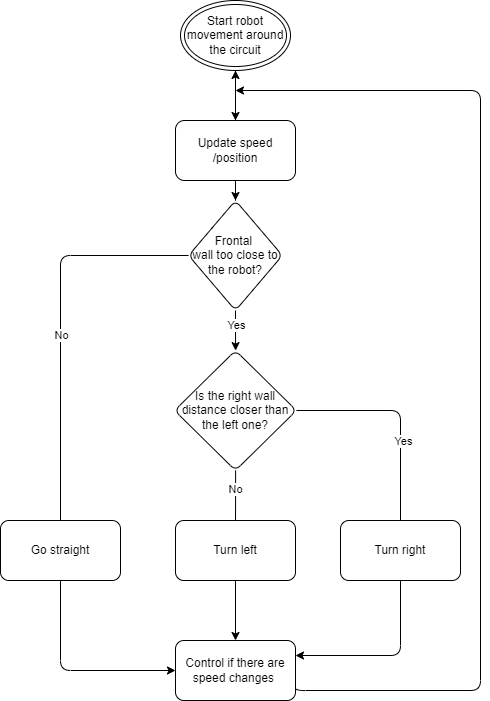 Start robot
movement around
the circuit
Update speed
/position
Frontal
wall too close to
the robot?
No
Yes
Is the right wall
distance closer than
the left one?
Yes
No
Go straight
Turn left
Turn right
Control if there are
speed changes